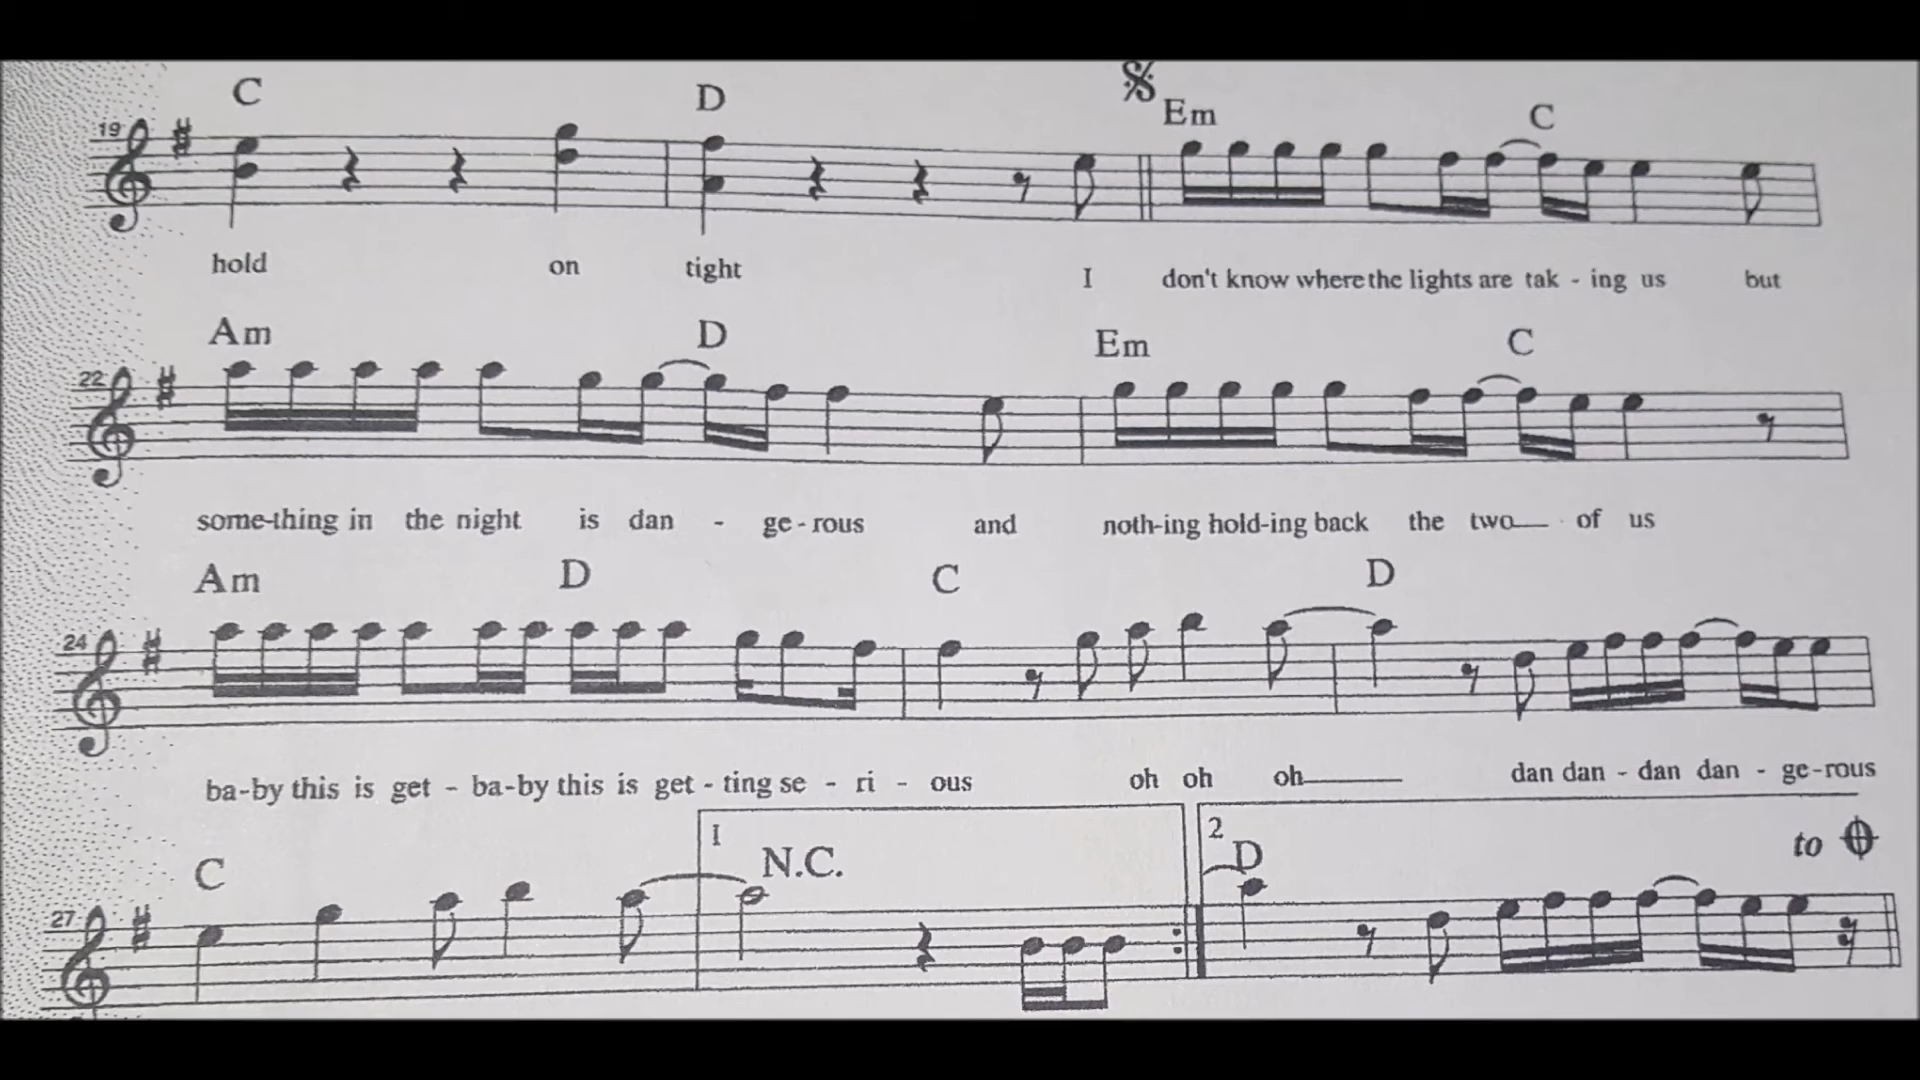 C D Em C
19
hold on tight I don't know where the lights are tak - ing us but
Am D Em C
22
some-thing in the night is dan - ge - rous and noth-ing hold-ing back the two of us
Am D C D
24
ba-by this is get - ba-by this is get - ting se - ri - ous oh oh oh dan dan - dan dan - ge-rous
1 2
C N.C. D to
27